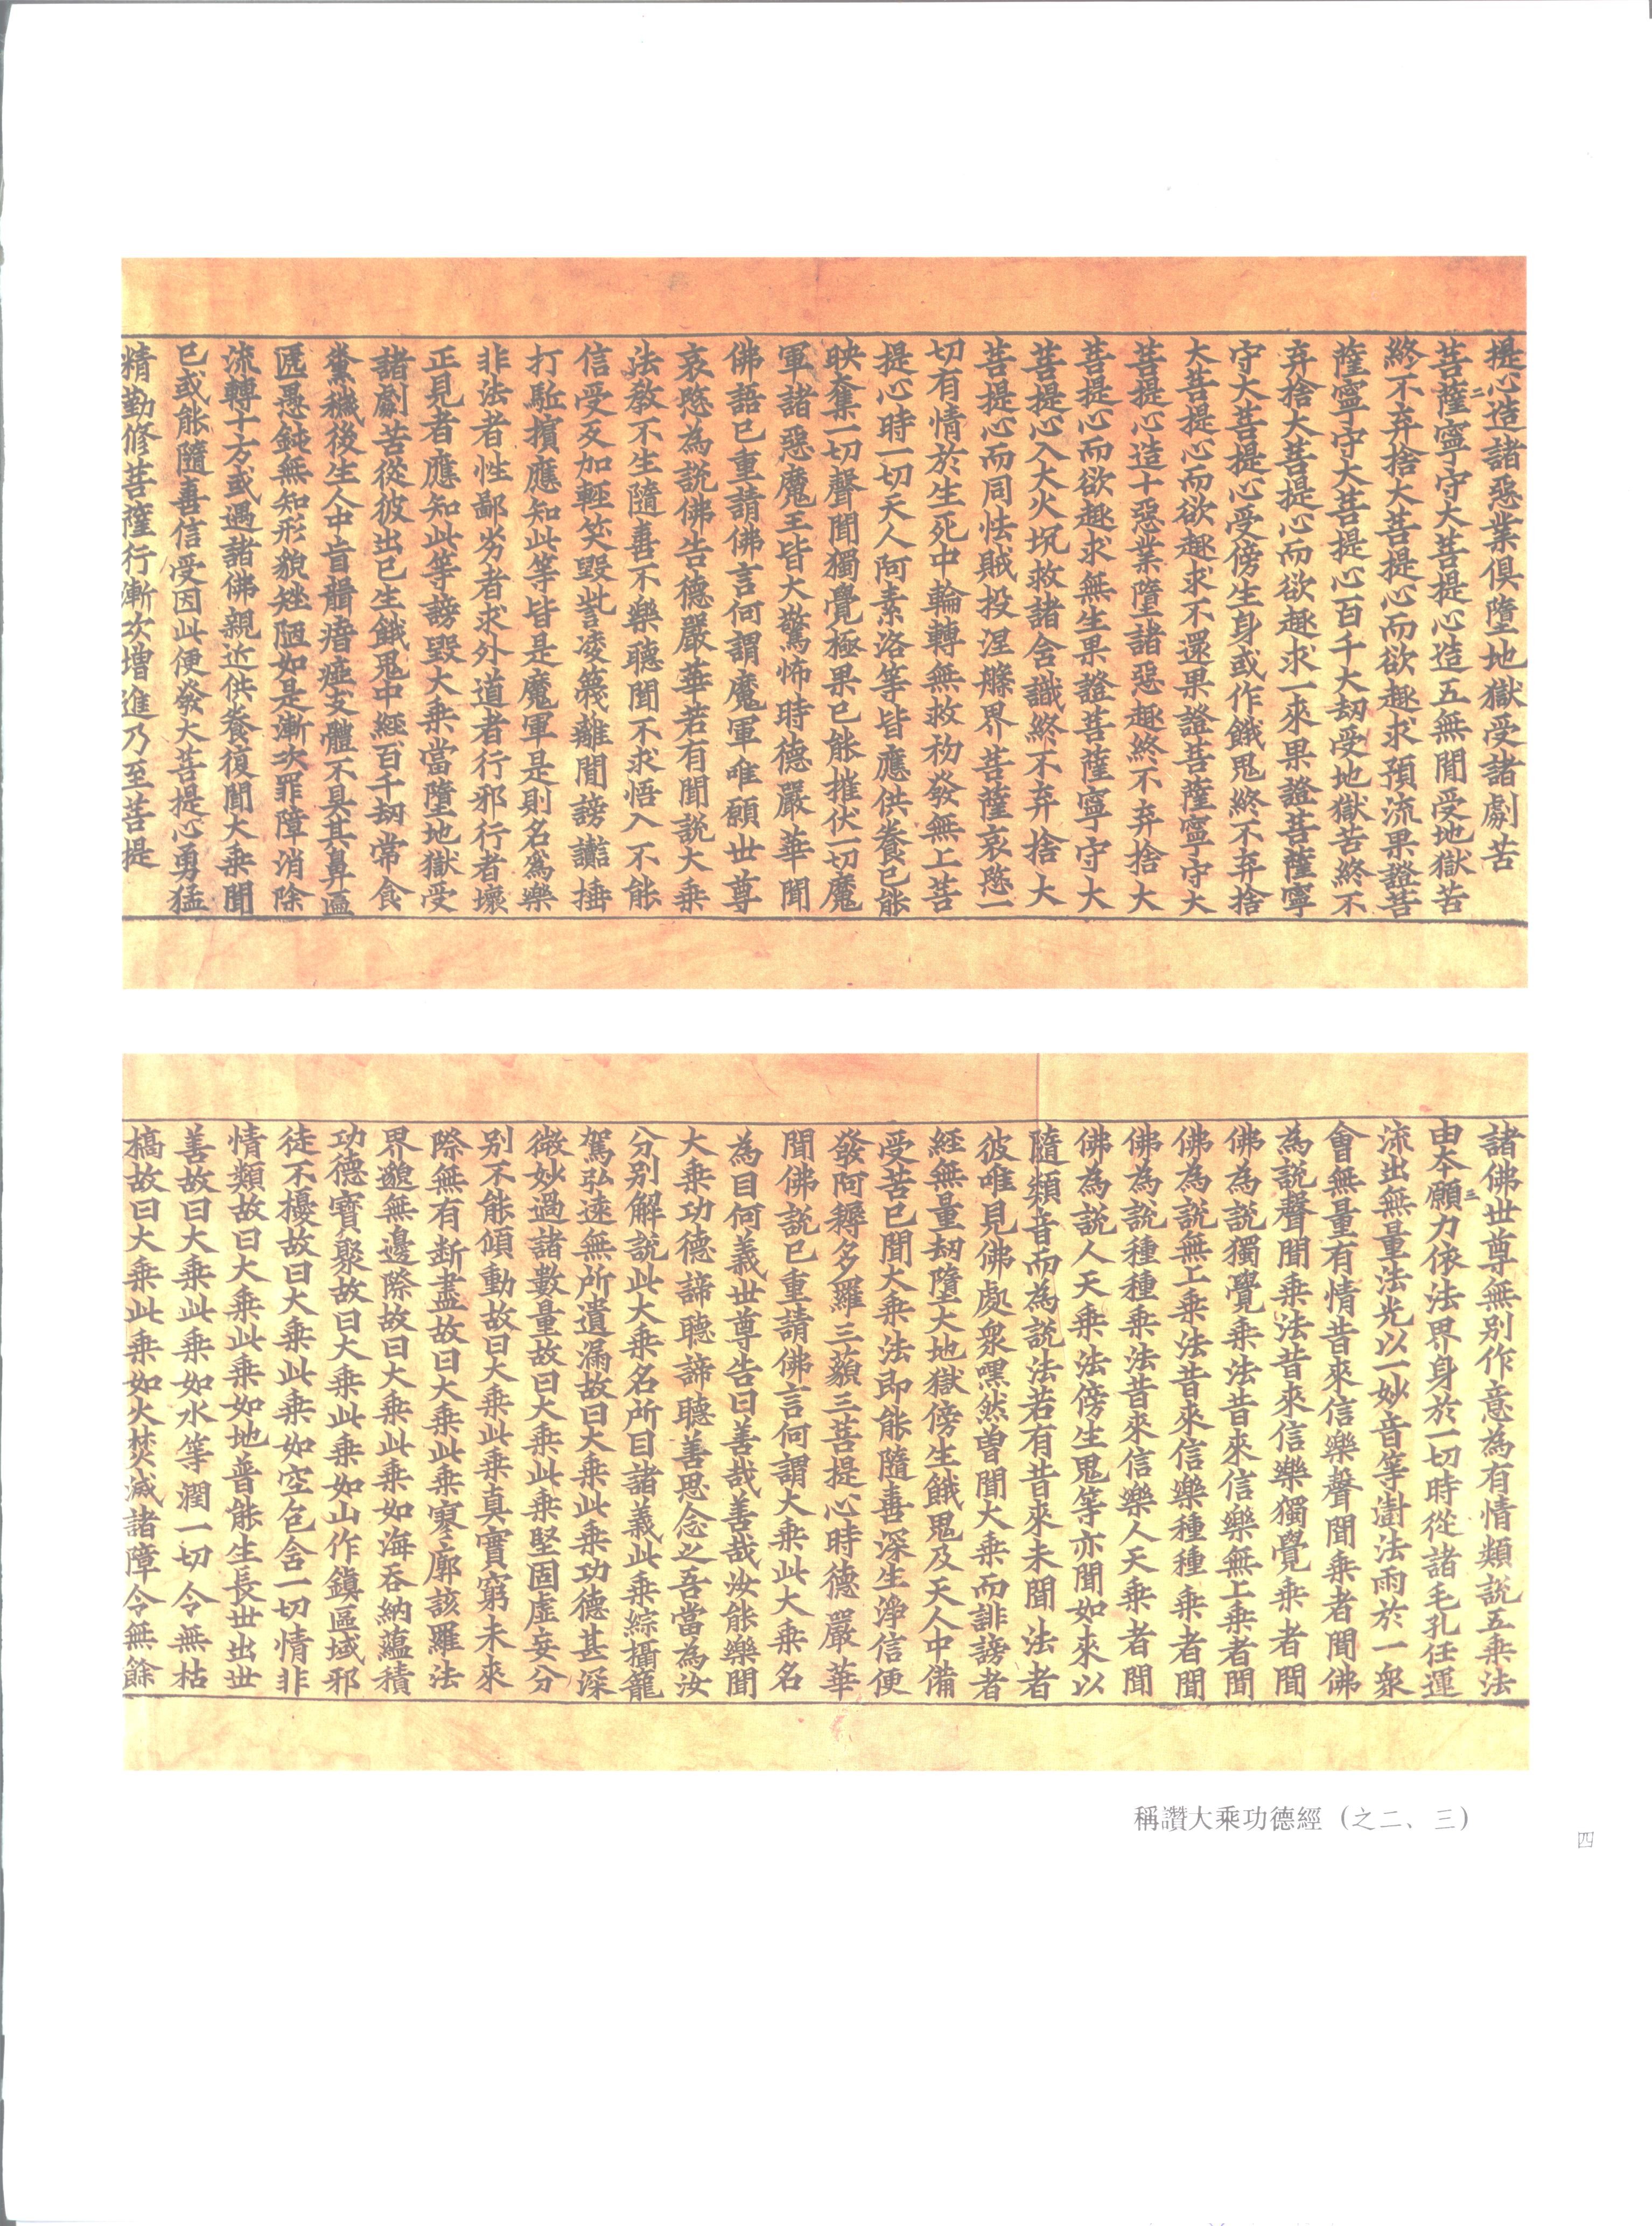 提心造諸惡業俱墮地獄受諸劇苦
二
菩薩寧守大菩提心造五無閒受地獄苦
終不弃捨大菩提心而欲趣求預流果證菩
薩寧守大菩提心百千大劫受地獄苦終不
弃捨大菩提心而欲趣求一來果證菩薩寧
守大菩提心受傍生身或作餓鬼終不弃捨
大菩提心而欲趣求不還果證菩薩寧守大
菩提心造十惡業墮諸惡趣終不弃捨大
菩提心而欲趣求無生果證菩薩寧守大
菩提心入大火坑救諸含識終不弃捨大
菩提心而同怯賊投涅槃界菩薩哀愍一
切有情於生死中輪轉無救初發無上菩
提心時一切天人阿素洛等皆應供養已能
映奪一切聲聞獨覺極果已能摧伏一切魔
軍諸惡魔王皆大驚怖時德嚴華聞
佛語已重請佛言何謂魔軍唯願世尊
哀愍為說佛告德嚴華若有聞說大乘
法教不生隨喜不樂聽聞不求悟入不能
信受反加輕笑毀呰凌篾離間謗讟捶
打駈擯應知此等皆是魔軍是則名為樂
非法者性鄙劣者求外道者行邪行者壞
正見者應知此等謗毀大乘當墮地獄受
諸劇苦從彼出已生餓鬼中經百千劫常食
糞穢後生人中盲聾瘖瘂支體不具其鼻匾
㔸愚鈍無知形貌矬陋如是漸次罪障消除
流轉十方或遇諸佛親近供養復聞大乘聞
已或能隨喜信受因此便發大菩提心勇猛
精勤修菩薩行漸次增進乃至菩提
諸佛世尊無別作意為有情類說五乘法
三
由本願力依法界身於一切時從諸毛孔任運
流出無量法光以一妙音等澍法雨於一衆
會無量有情昔來信樂聲聞乘者聞佛
為說聲聞乘法昔來信樂獨覺乘者聞
佛為說獨覺乘法昔來信樂無上乘者聞
佛為說無上乘法昔來信樂種種乘者聞
佛為說種種乘法昔來信樂人天乘者聞
佛為說人天乘法傍生鬼等亦聞如來以
隨類音而為說法若有昔來未聞法者
彼唯見佛處衆嘿然曾聞大乘而誹謗者
經無量劫墮大地獄傍生餓鬼及天人中備
受苦已聞大乘法即能隨喜深生淨信便
發阿耨多羅三藐三菩提心時德嚴華
聞佛說已重請佛言何謂大乘此大乘名
為目何義世尊告曰善哉善哉汝能樂聞
大乘功德諦聽諦聽善思念之吾當為汝
分別解說此大乘名所目諸義此乘綜攝籠
駕弘遠無所遺漏故曰大乘此乘功德甚深
微妙過諸數量故曰大乘此乘堅固虛妄分
別不能傾動故曰大乘此乘真實窮未來
際無有斷盡故曰大乘此乘寥廓該羅法
界邈無邊際故曰大乘此乘如海吞納蘊積
功德寶聚故曰大乘此乘如山作鎮區域邪
徒不擾故曰大乘此乘如空包含一切情非
情類故曰大乘此乘如地普能生長世出世
善故曰大乘此乘如水等潤一切令無枯
槁故曰大乘此乘如火焚滅諸障令無餘
稱讚大乘功德經（之二、三）
四